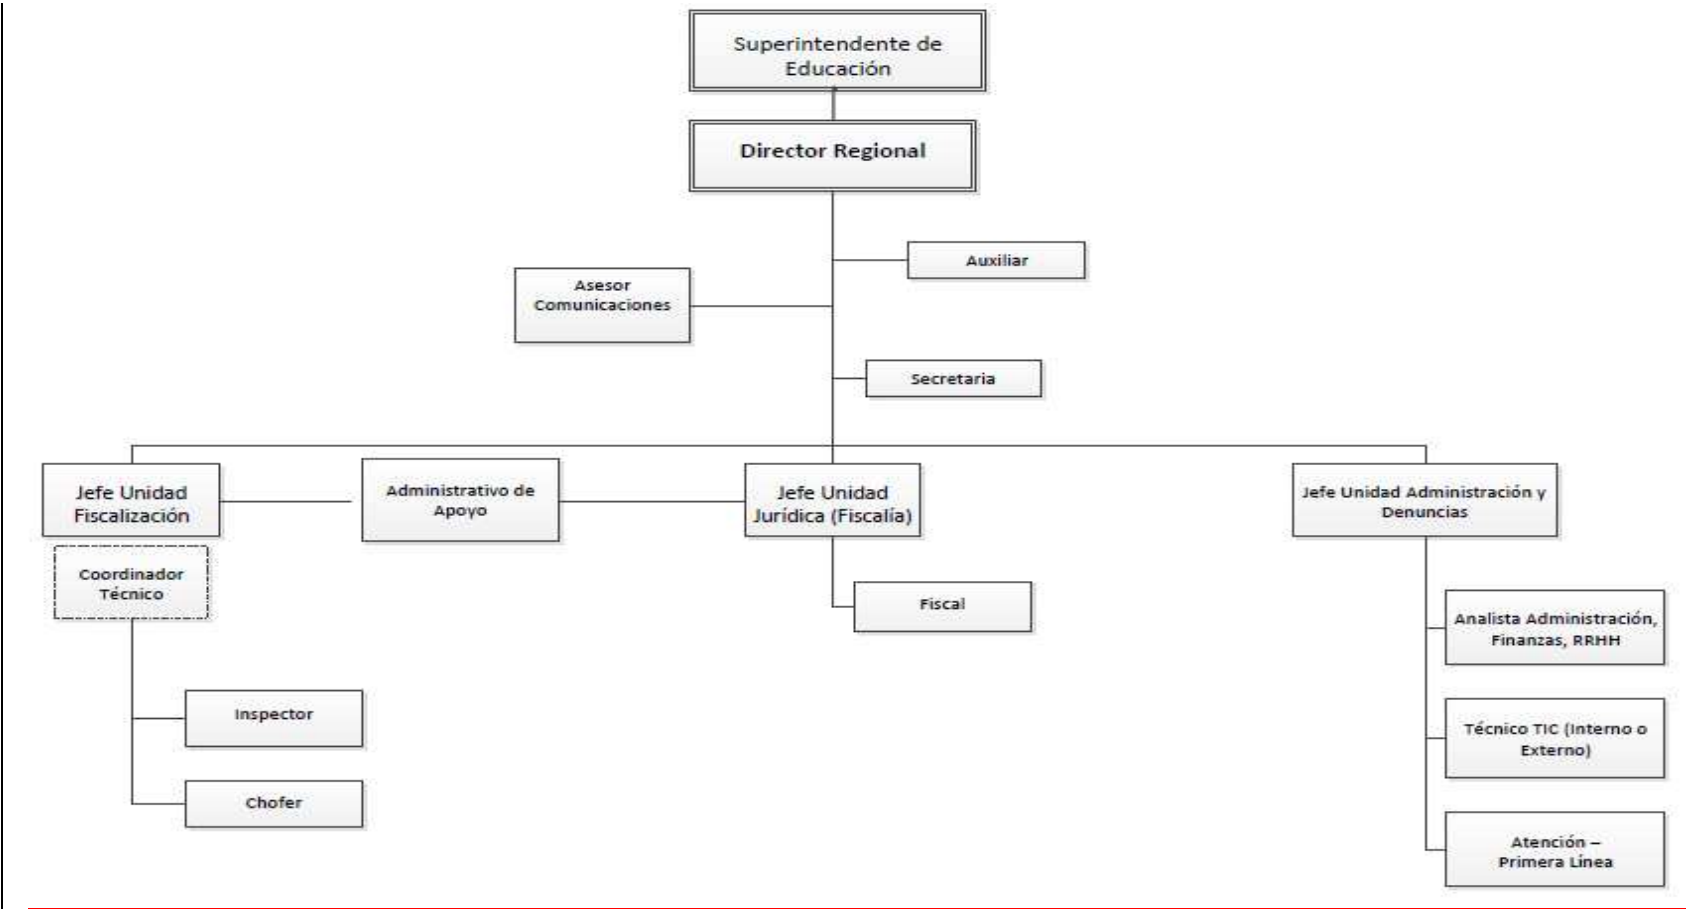 Superintendente de
Educación
Director Regional
Auxiliar
Asesor
Comunicaciones
Secretaria
Jefe Unidad
Fiscalización
Administrativo de
Apoyo
Jefe Unidad
Jurídica (Fiscalía)
Jefe Unidad Administración y
Denuncias
Coordinador
Técnico
Fiscal
Analista Administración,
Finanzas, RRHH
Inspector
Técnico TIC (Interno o
Externo)
Chofer
Atención –
Primera Línea